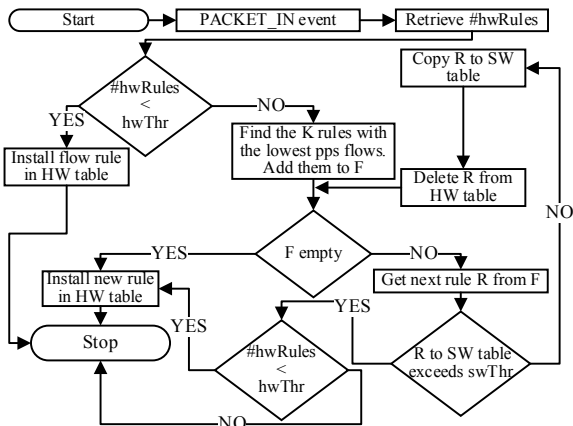 Start
PACKET_IN event
Retrieve #hwRules
#hwRules
<
hwThr
YES
NO
Copy R to SW
table
Install flow rule
in HW table
Find the K rules with
the lowest pps flows.
Add them to F
Delete R from
HW table
NO
F empty
YES
NO
Install new rule
in HW table
Get next rule R from F
YES
YES
Stop
#hwRules
<
hwThr
R to SW table
exceeds swThr
NO